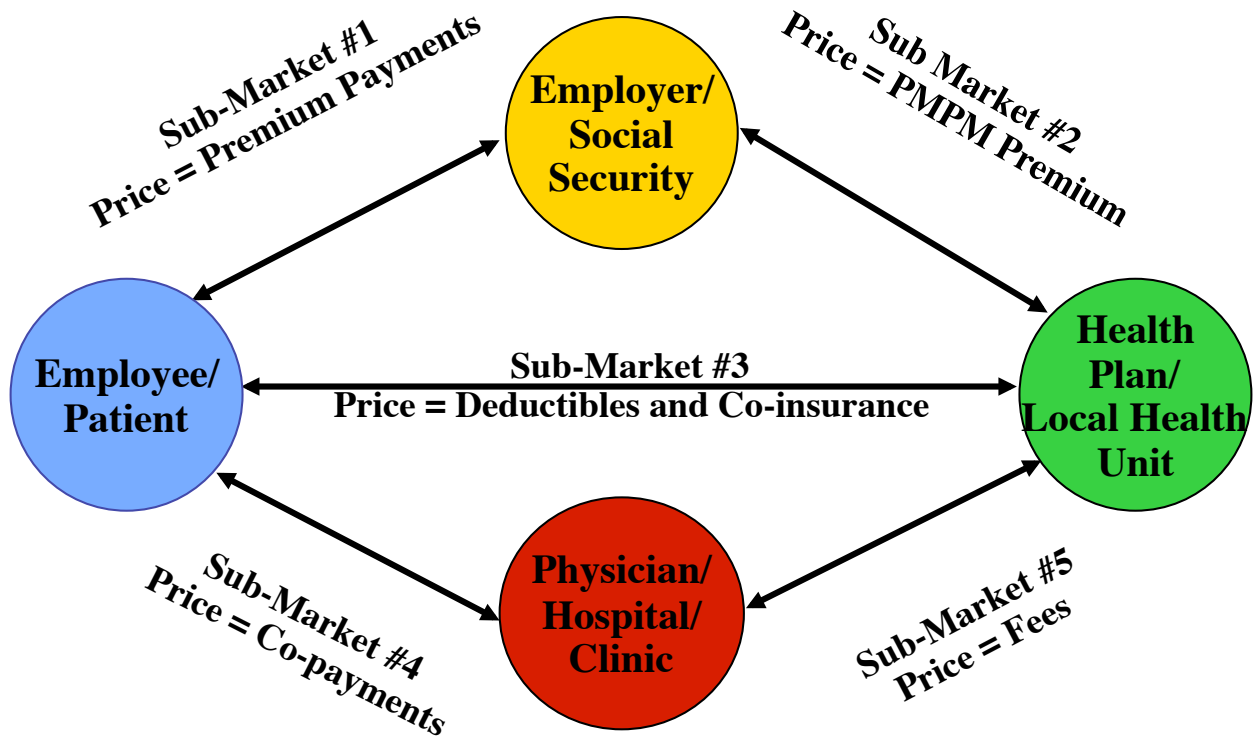 Sub-Market #1
Price = Premium Payments
Employer/
Social
Security
Sub Market #2
Price = PMPM Premium
Employee/
Patient
Sub-Market #3
Price = Deductibles and Co-insurance
Health
Plan/
Local Health
Unit
Sub-Market #4
Price = Co-payments
Physician/
Hospital/
Clinic
Sub-Market #5
Price = Fees